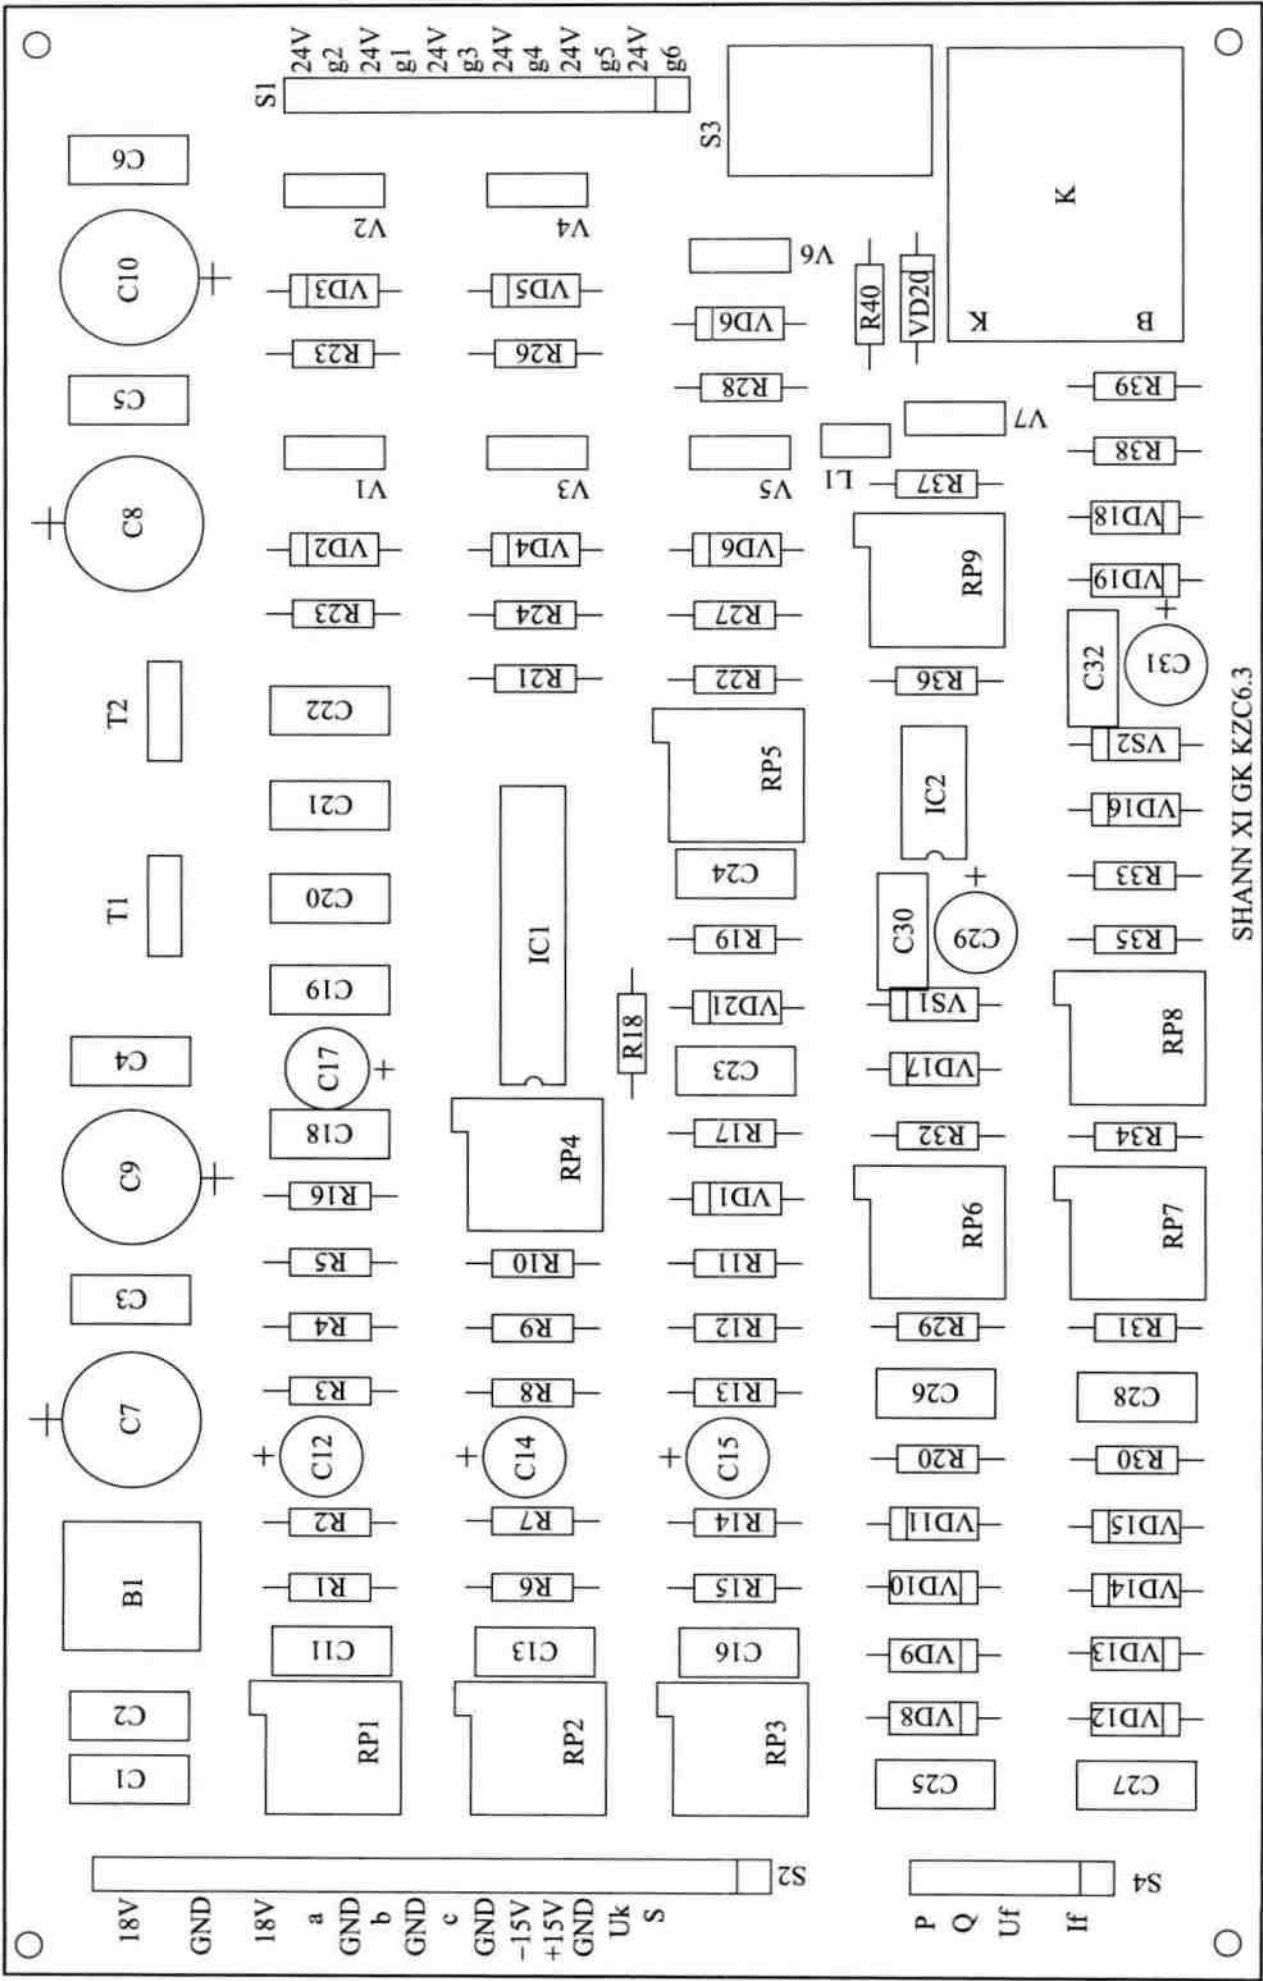 24V
g2
24V
g1
24V
g3
24V
g4
24V
g5
24V
g6
S1
S3
C6
V2
V4
K
C10
VD3
VD5
V6
R40
VD20
K
B
R23
R26
VD6
R28
C5
R39
V7
C8
V1
V3
V5
L1
R38
R37
VD2
VD4
VD6
RP9
VD18
VD19
R23
R24
R27
R21
R22
R36
C32
C31
T2
C22
RP5
IC2
VS2
C21
VD16
T1
C20
IC1
C24
R33
R19
C30
C29
R35
C19
R18
VD21
VS1
RP8
C4
C17
C23
VD17
C18
RP4
R17
R32
R34
C9
R16
VD1
RP6
RP7
R5
R10
R11
C3
R4
R9
R12
R29
R31
C7
R3
R8
R13
C26
C28
C12
C14
C15
R20
R30
R2
R7
R14
VD11
VD15
B1
R1
R6
R15
VD10
VD14
C11
C13
C16
VD9
VD13
C2
RP1
RP2
RP3
VD8
VD12
C1
C25
C27
S2
S4
18V
GND
18V
a
GND
b
GND
c
GND
−15V
+15V
GND
Uk
S
P
Q
Uf
If
SHANN XI GK KZC6.3